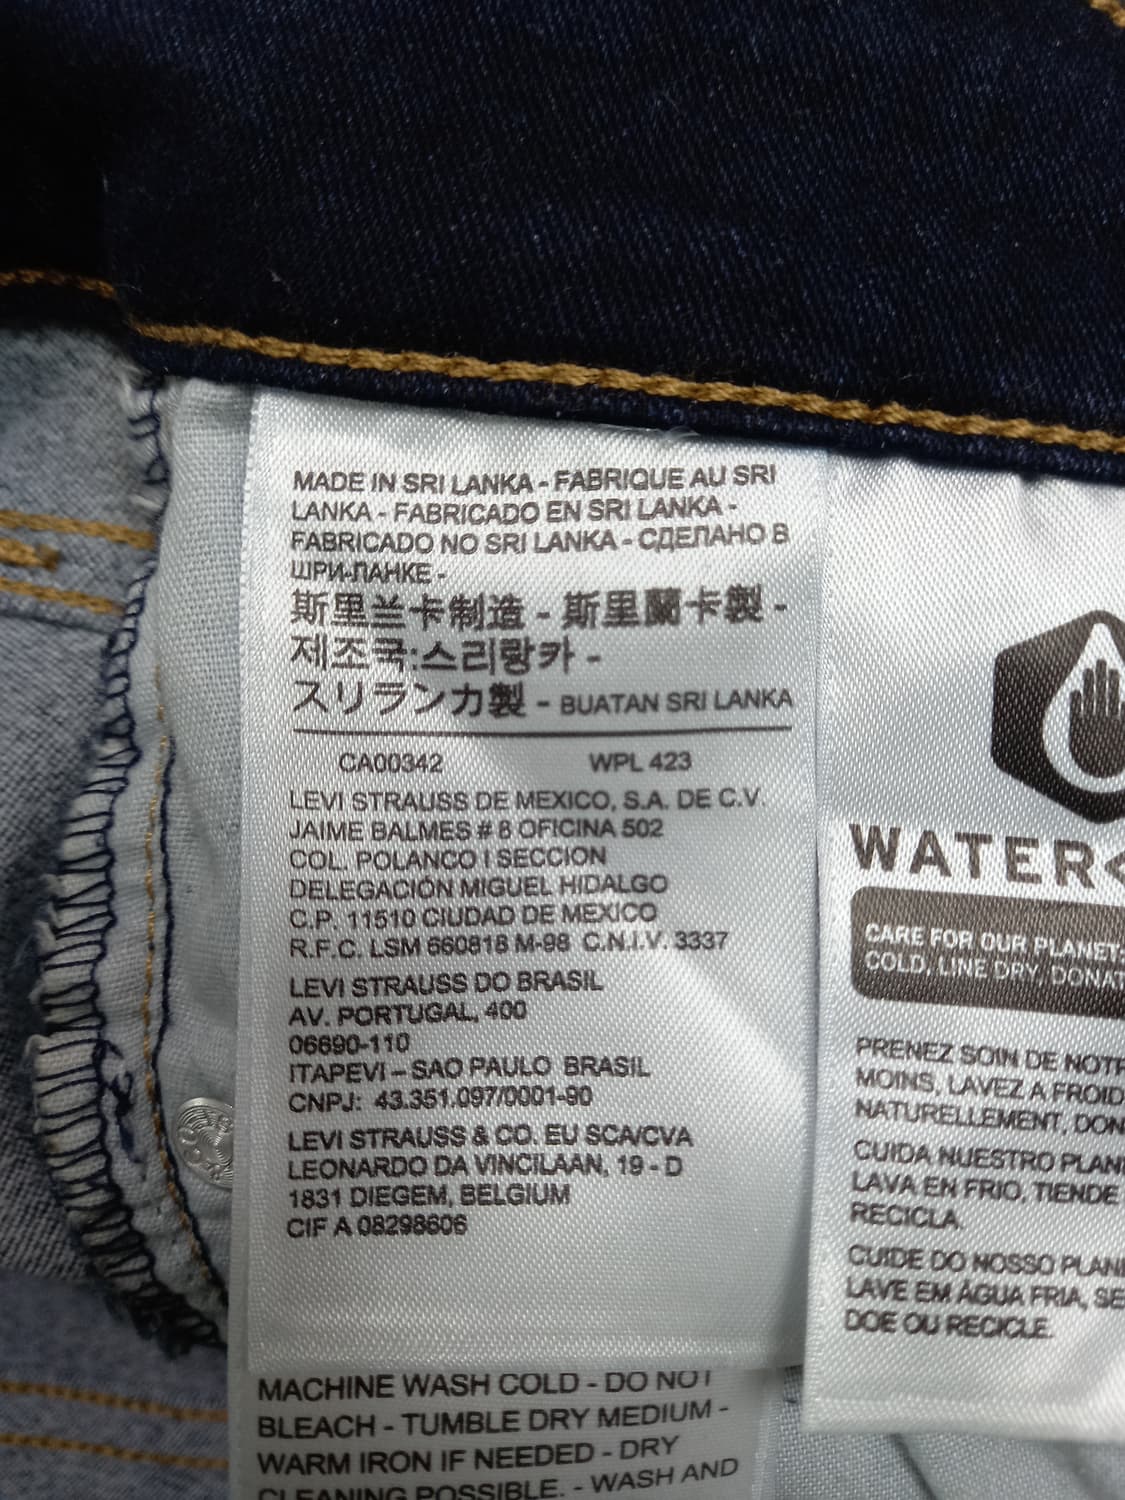 MADE IN SRI LANKA - FABRIQUE AU SRI
LANKA - FABRICADO EN SRI LANKA -
FABRICADO NO SRI LANKA - СДЕЛАНО В
ШРИ-ЛАНКЕ -
斯里兰卡制造 - 斯里蘭卡製 -
제조국:스리랑카 -
スリランカ製 - BUATAN SRI LANKA
CA00342 WPL 423
LEVI STRAUSS DE MEXICO, S.A. DE C.V.
JAIME BALMES # 8 OFICINA 502
COL. POLANCO I SECCION
DELEGACIÓN MIGUEL HIDALGO
C.P. 11510 CIUDAD DE MEXICO
R.F.C. LSM 660818 M-98 C.N.I.V. 3337
LEVI STRAUSS DO BRASIL
AV. PORTUGAL, 400
06690-110
ITAPEVI – SAO PAULO BRASIL
CNPJ: 43.351.097/0001-90
LEVI STRAUSS & CO. EU SCA/CVA
LEONARDO DA VINCILAAN, 19 - D
1831 DIEGEM, BELGIUM
CIF A 08298606
MACHINE WASH COLD - DO NOT
BLEACH - TUMBLE DRY MEDIUM -
WARM IRON IF NEEDED - DRY
CLEANING POSSIBLE. - WASH AND
WATER<
CARE FOR OUR PLANET:
COLD, LINE DRY, DONAT
PRENEZ SOIN DE NOTR
MOINS, LAVEZ A FROID
NATURELLEMENT, DON
CUIDA NUESTRO PLAN
LAVA EN FRIO, TIENDE
RECICLA.
CUIDE DO NOSSO PLAN
LAVE EM ÁGUA FRIA, SE
DOE OU RECICLE.